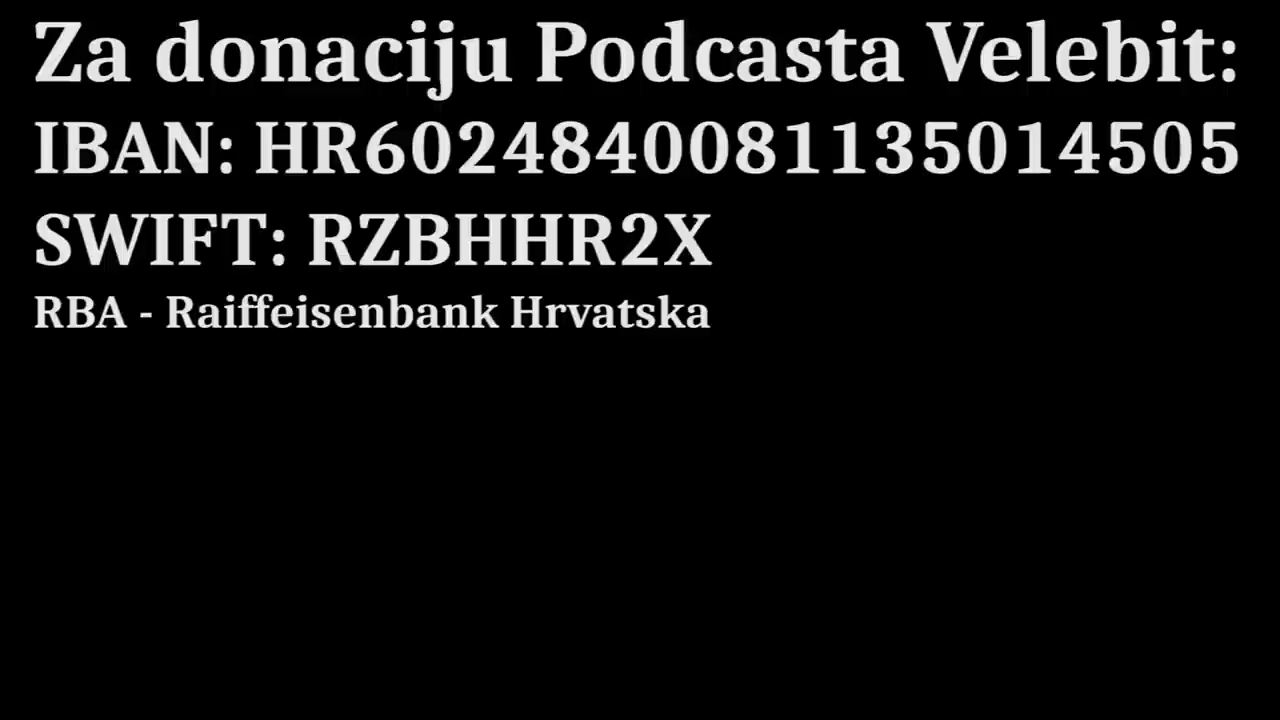 Za donaciju Podcasta Velebit:
IBAN: HR6024840081135014505
SWIFT: RZBHHR2X
RBA - Raiffeisenbank Hrvatska